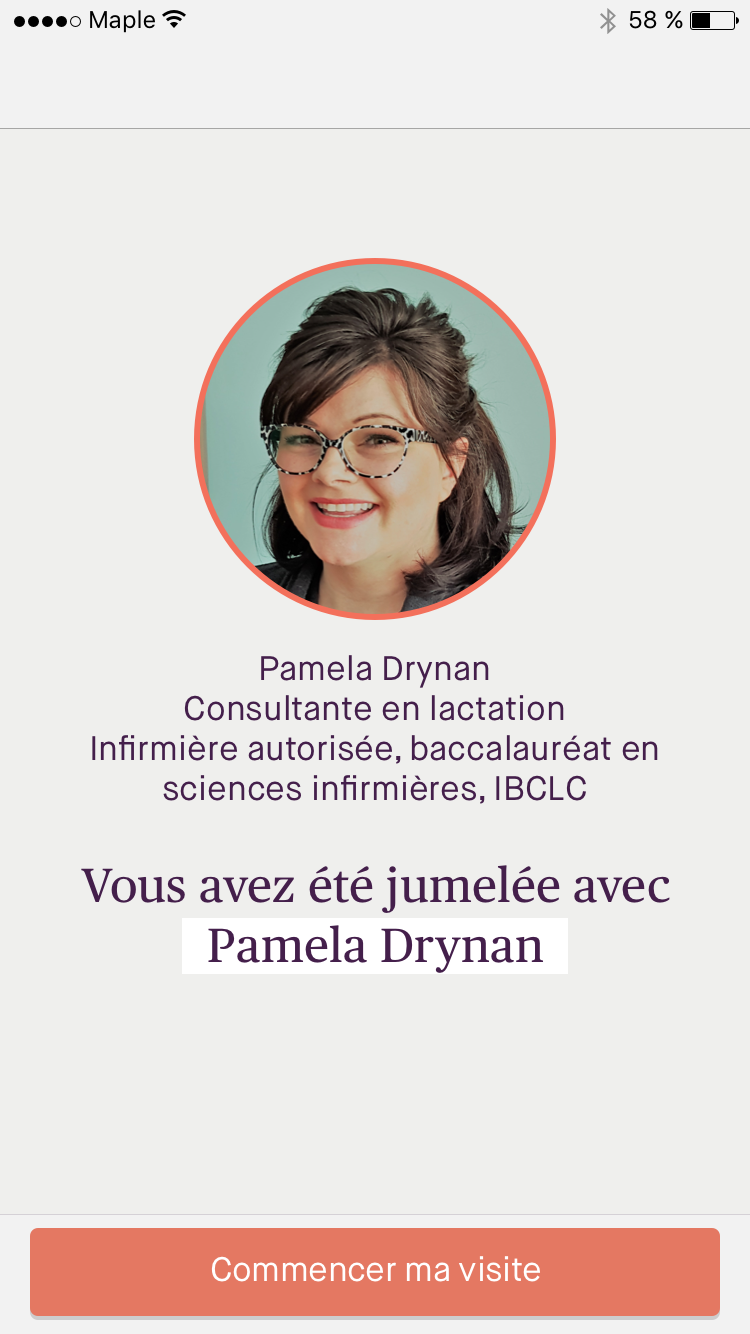 Maple 58 %
Pamela Drynan
Consultante en lactation
Infirmière autorisée, baccalauréat en
sciences infirmières, IBCLC
Vous avez été jumelée avec
Pamela Drynan
Commencer ma visite